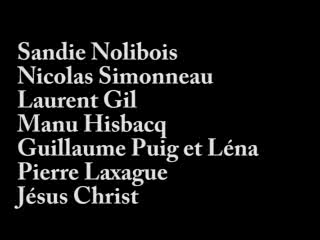 Sandie Nolibois
Nicolas Simonneau
Laurent Gil
Manu Hisbacq
Guillaume Puig et Léna
Pierre Laxague
Jésus Christ